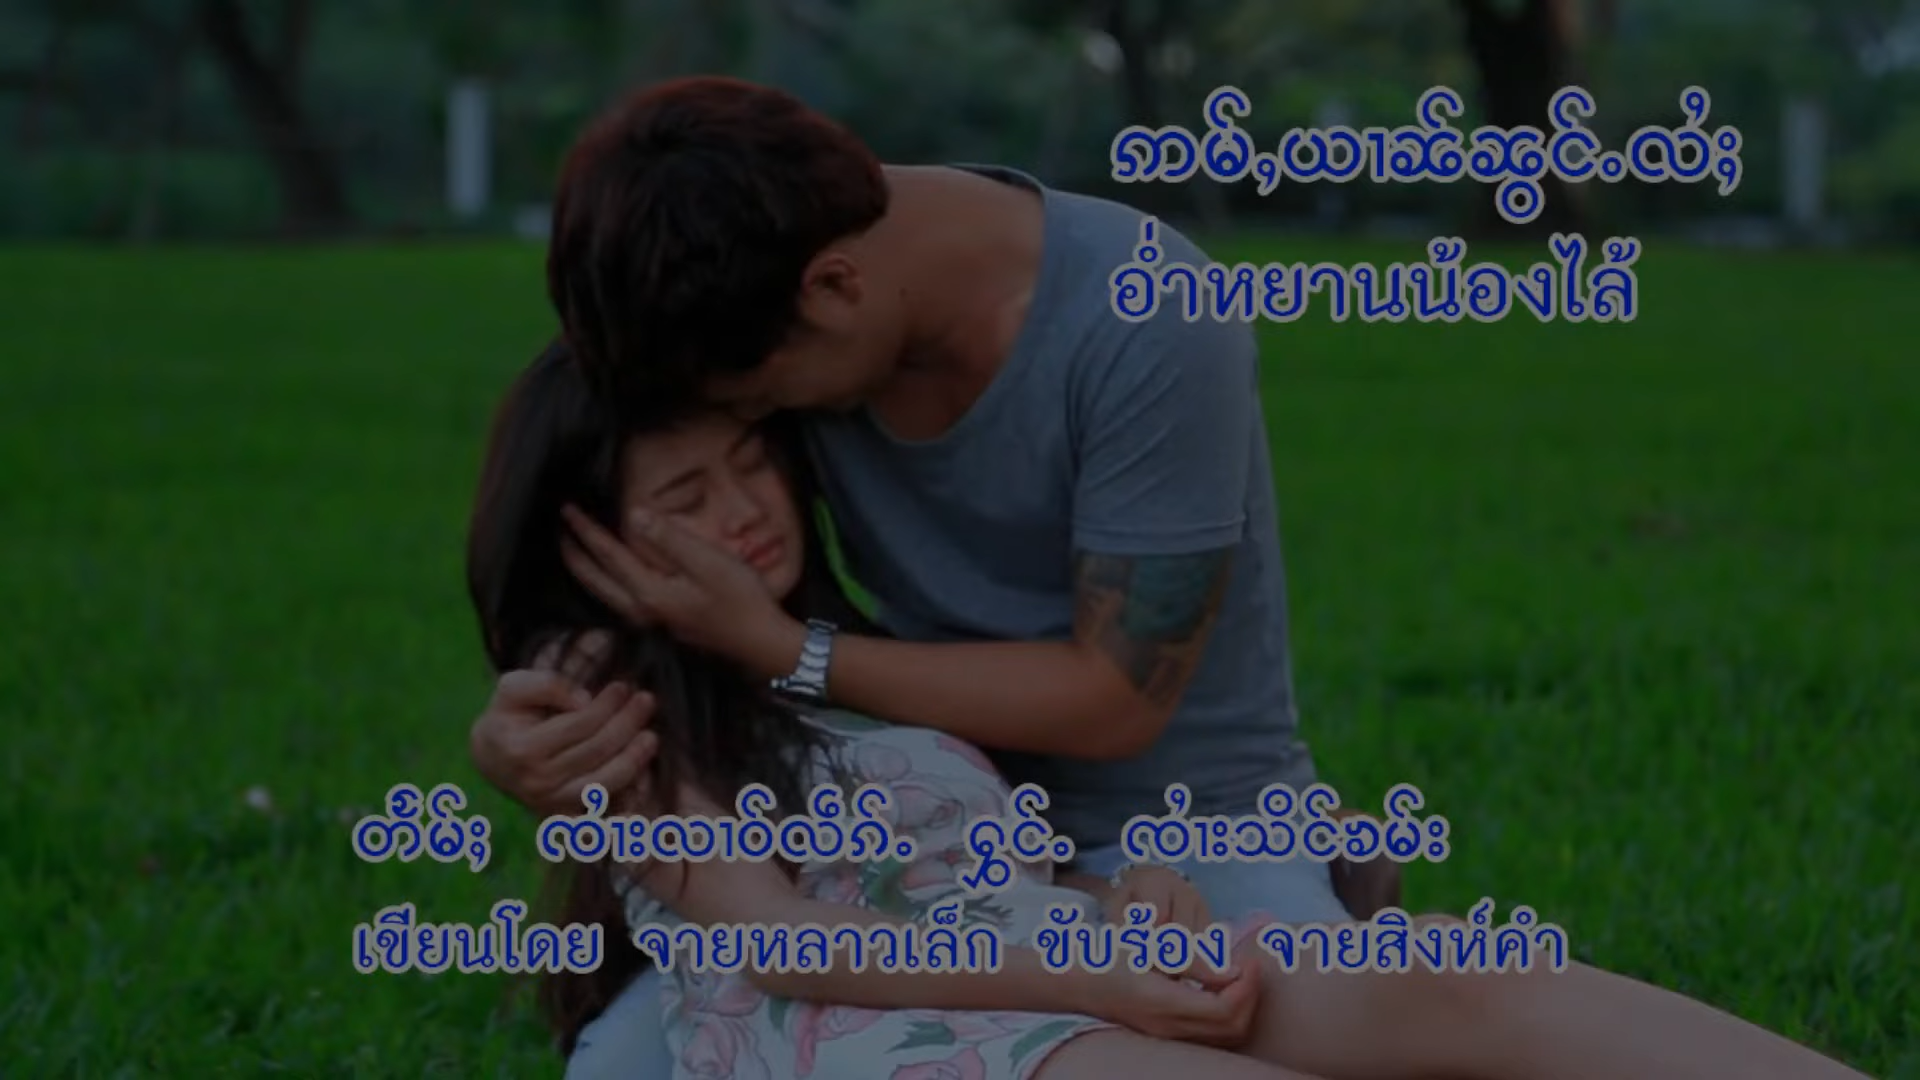 ၵၢမ်ႇယၢၼ်ၼွင်ႉလႆႈ
อ่ำหยานน้องไล้
တႅမ်ႈ ၸၢႆးလၢဝ်လဵၵ်ႉ ႁွင်ႉ ၸၢႆးသိင်ၶမ်း
เขียนโดย จายหลาวเล็ก ขับร้อง จายสิงห์คำ